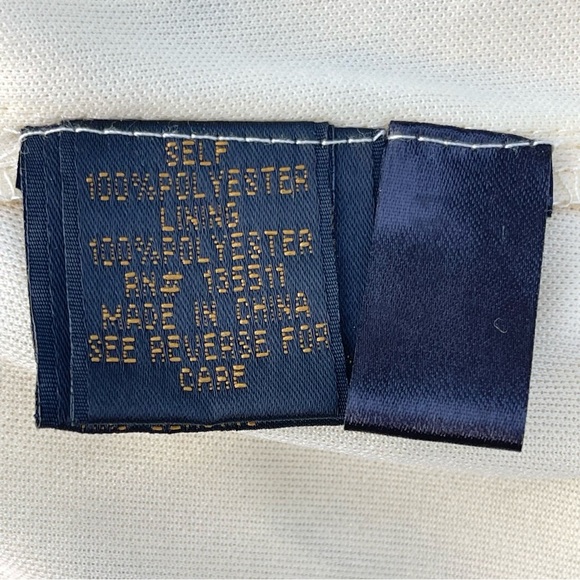 SELF
100%POLYESTER
LINING
100%POLYESTER
RN# 135511
MADE IN CHINA
SEE REVERSE FOR
CARE